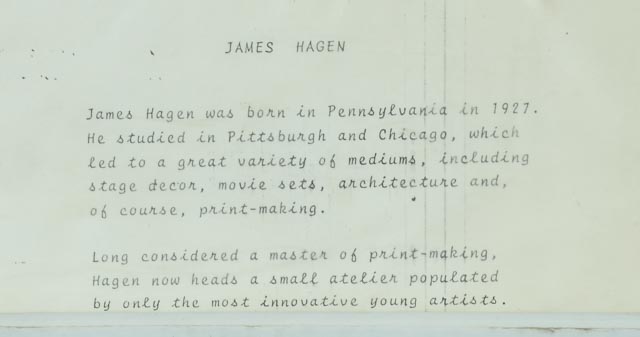 JAMES HAGEN
James Hagen was born in Pennsylvania in 1927.
He studied in Pittsburgh and Chicago, which
led to a great variety of mediums, including
stage decor, movie sets, architecture and,
of course, print-making.
Long considered a master of print-making,
Hagen now heads a small atelier populated
by only the most innovative young artists.